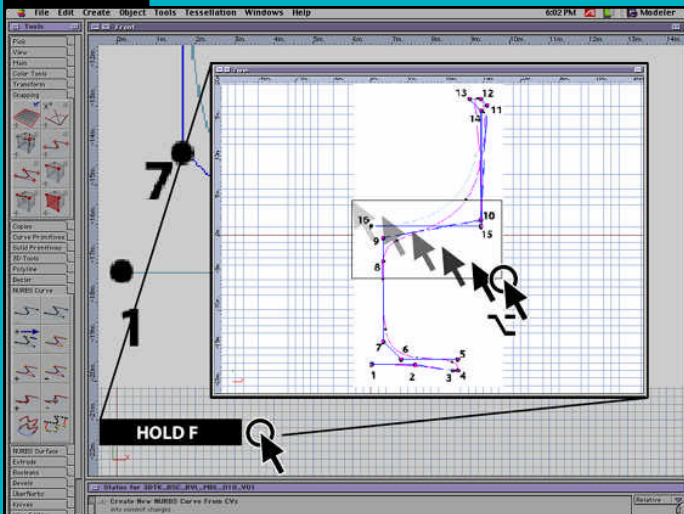 File Edit Create Object Tools Tessellation Windows Help
6:02 PM Modeler
Tools
Front
Pick
View
Main
Color Tools
Transform
Snapping
Copies
Curve Primitives
Solid Primitives
3D Tools
Polyline
Bezier
NURBS Curve
NURBS Surface
Extrude
Booleans
Bevels
UberNurbs
Knives
7
1
13 12
14 11
16 10
15
9
8
7
6 5
1 2 3 4
HOLD F
Create New NURBS Curve From CVs
Relative